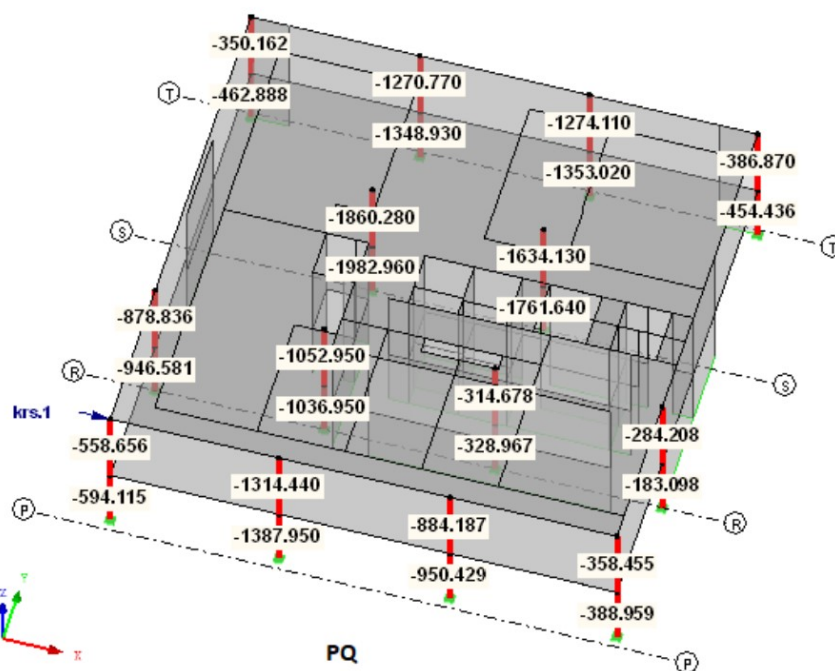 -350.162
-1270.770
-462.888
T
-1274.110
-1348.930
-386.870
-1353.020
-454.436
T
-1860.280
S
-1634.130
-1982.960
-878.836
-1761.640
-1052.950
-946.581
R
-1036.950
-314.678
S
krs.1
-284.208
-558.656
-328.967
-1314.440
-183.098
-594.115
P
-884.187
R
-1387.950
-358.455
-950.429
-388.959
Z
Y
X
PQ
P